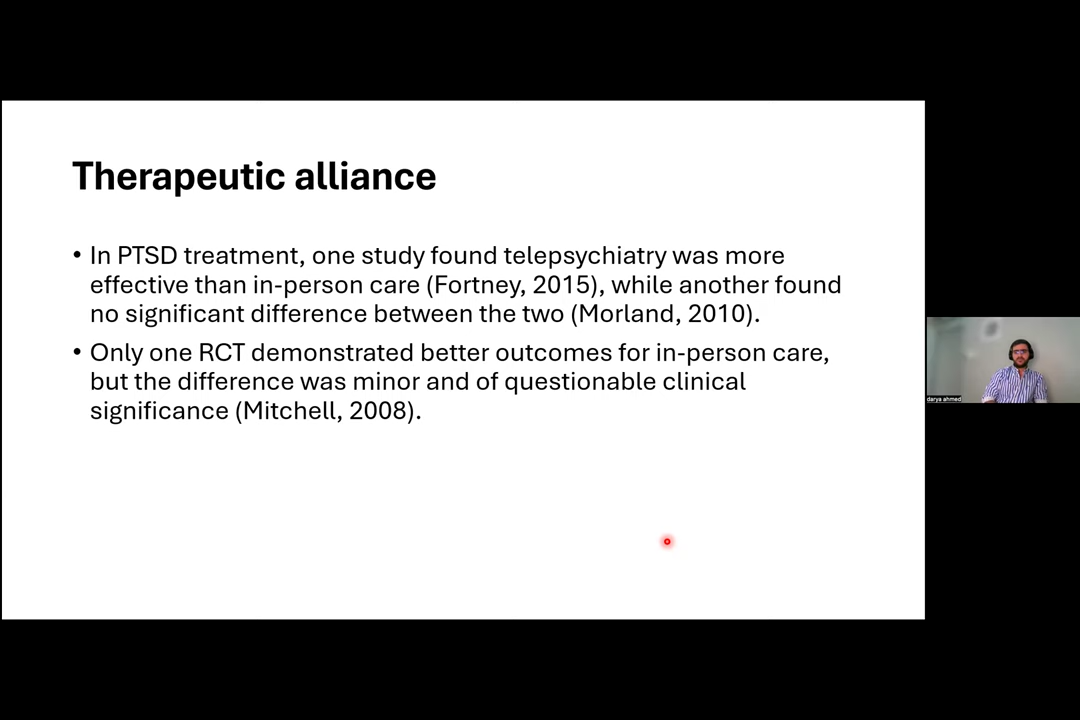 Therapeutic alliance
• In PTSD treatment, one study found telepsychiatry was more
effective than in-person care (Fortney, 2015), while another found
no significant difference between the two (Morland, 2010).
• Only one RCT demonstrated better outcomes for in-person care,
but the difference was minor and of questionable clinical
significance (Mitchell, 2008).
darya ahmed